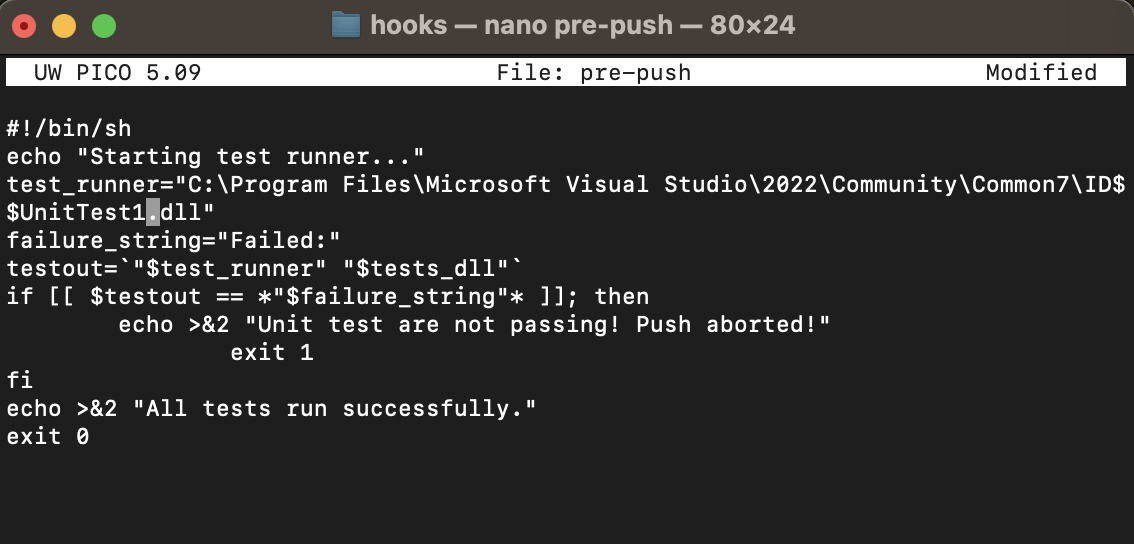 hooks — nano pre-push — 80×24
UW PICO 5.09 File: pre-push Modified
#!/bin/sh
echo "Starting test runner..."
test_runner="C:\Program Files\Microsoft Visual Studio\2022\Community\Common7\ID$
$UnitTest1.dll"
failure_string="Failed:"
testout=`"$test_runner" "$tests_dll"`
if [[ $testout == *"$failure_string"* ]]; then
        echo >&2 "Unit test are not passing! Push aborted!"
                exit 1
fi
echo >&2 "All tests run successfully."
exit 0